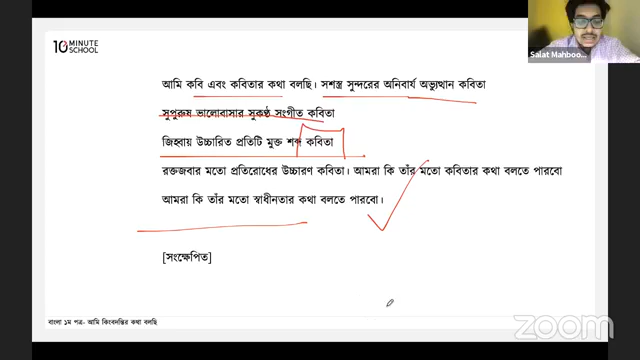 10 MINUTE SCHOOL
Salat Mahboo...
আমি কবি এবং কবিতার কথা বলছি। সশস্ত্র সুন্দরের অনিবার্য অভ্যুত্থান কবিতা
সুপুরুষ ভালোবাসার সুকণ্ঠ সংগীত কবিতা
জিহ্বায় উচ্চারিত প্রতিটি মুক্ত শব্দ কবিতা
রক্তজবার মতো প্রতিরোধের উচ্চারণ কবিতা। আমরা কি তাঁর মতো কবিতার কথা বলতে পারবো
আমরা কি তাঁর মতো স্বাধীনতার কথা বলতে পারবো।
[সংক্ষেপিত]
বাংলা ১ম পত্র- আমি কিংবদন্তির কথা বলছি
zoom